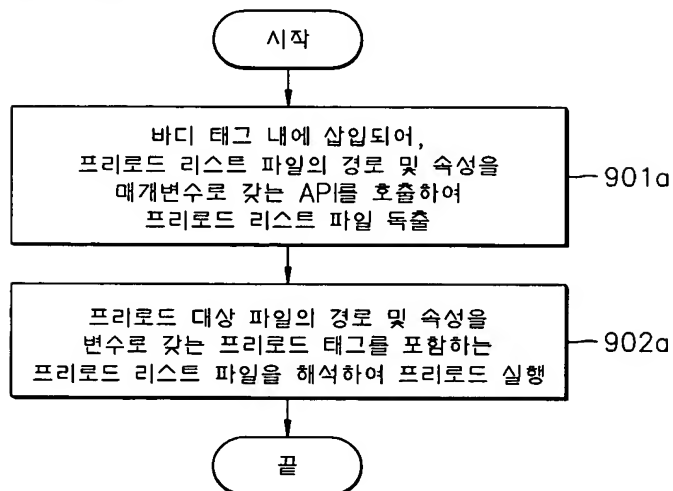 시작
바디 태그 내에 삽입되어,
프리로드 리스트 파일의 경로 및 속성을
매개변수로 갖는 API를 호출하여
프리로드 리스트 파일 독출
901a
프리로드 대상 파일의 경로 및 속성을
변수로 갖는 프리로드 태그를 포함하는
프리로드 리스트 파일을 해석하여 프리로드 실행
902a
끝